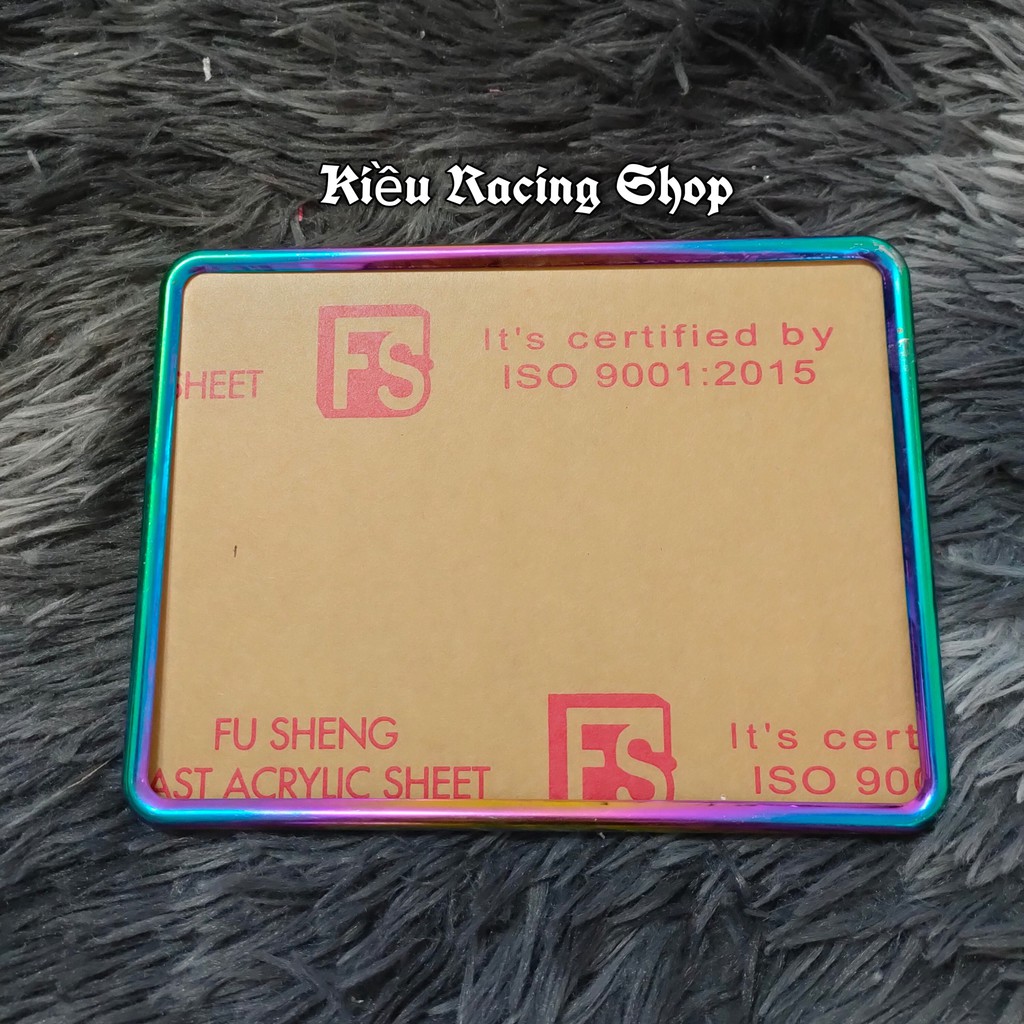 Kiều Racing Shop
FS
It's certified by
SHEET
ISO 9001:2015
FU SHENG
AST ACRYLIC SHEET
FS
It's cert
ISO 900